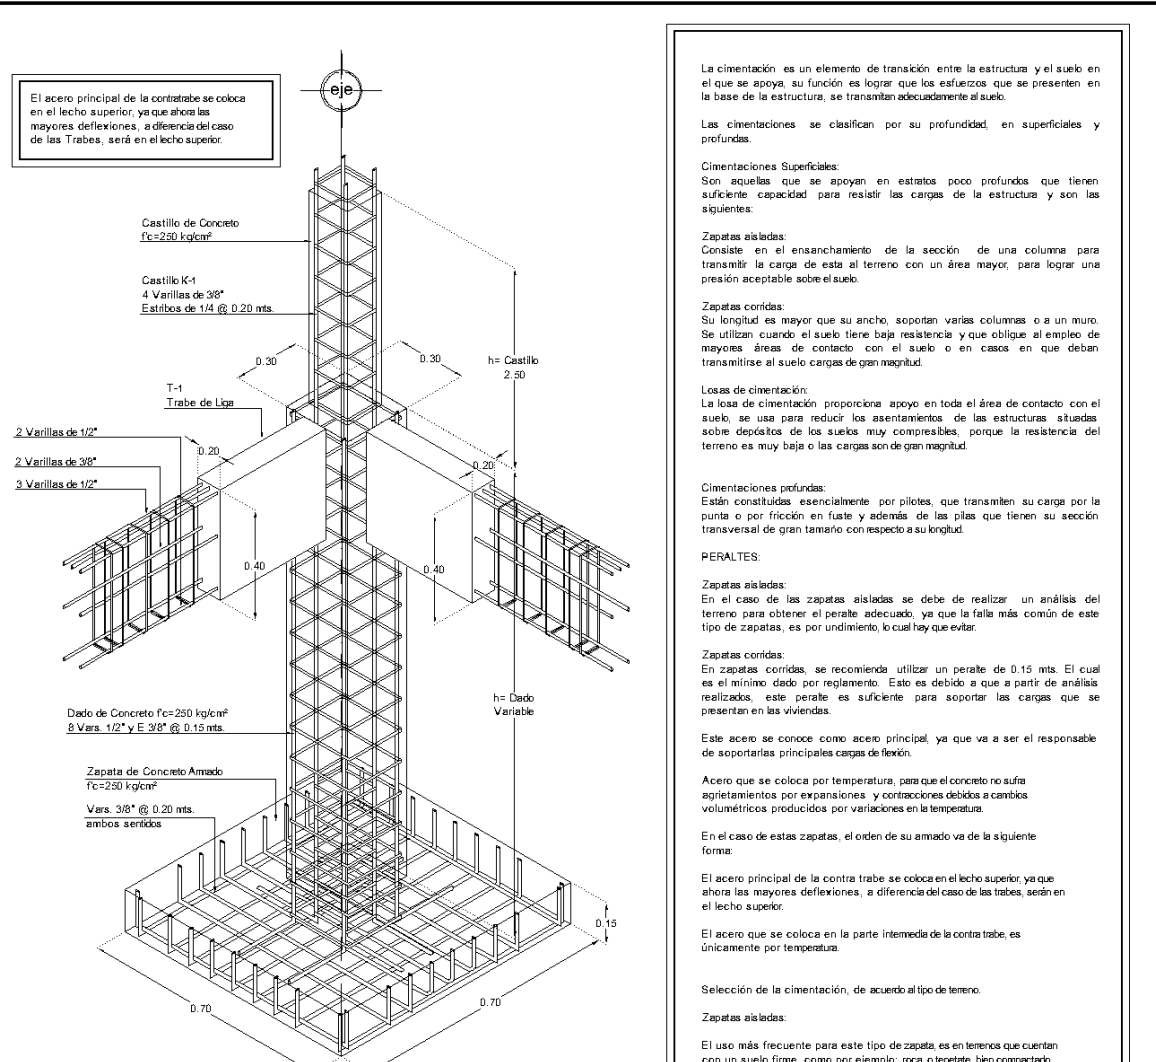 El acero principal de la contratrabe se coloca
en el lecho superior, ya que ahora las
mayores deflexiones, a diferencia del caso
de las Trabes, será en el lecho superior.
eje
Castillo de Concreto
f'c=250 kg/cm²
Castillo K-1
4 Varillas de 3/8"
Estribos de 1/4 @ 0.20 mts.
0.30
0.30
h= Castillo
2.50
T-1
Trabe de Liga
2 Varillas de 1/2"
0.20
0.20
2 Varillas de 3/8"
3 Varillas de 1/2"
0.40
0.40
h= Dado
Variable
Dado de Concreto f'c=250 kg/cm²
8 Vars. 1/2" y E 3/8" @ 0.15 mts.
Zapata de Concreto Armado
f'c=250 kg/cm²
Vars. 3/8" @ 0.20 mts.
ambos sentidos
0.15
0.70
0.70
La cimentación es un elemento de transición entre la estructura y el suelo en
el que se apoya, su función es lograr que los esfuerzos que se presenten en
la base de la estructura, se transmitan adecuadamente al suelo.
Las cimentaciones se clasifican por su profundidad, en superficiales y
profundas.
Cimentaciones Superficiales:
Son aquellas que se apoyan en estratos poco profundos que tienen
suficiente capacidad para resistir las cargas de la estructura y son las
siguientes:
Zapatas aisladas:
Consiste en el ensanchamiento de la sección de una columna para
transmitir la carga de esta al terreno con un área mayor, para lograr una
presión aceptable sobre el suelo.
Zapatas corridas:
Su longitud es mayor que su ancho, soportan varias columnas o a un muro.
Se utilizan cuando el suelo tiene baja resistencia y que obligue al empleo de
mayores áreas de contacto con el suelo o en casos en que deban
transmitirse al suelo cargas de gran magnitud.
Losas de cimentación:
La losa de cimentación proporciona apoyo en toda el área de contacto con el
suelo, se usa para reducir los asentamientos de las estructuras situadas
sobre depósitos de los suelos muy compresibles, porque la resistencia del
terreno es muy baja o las cargas son de gran magnitud.
Cimentaciones profundas:
Están constituidas esencialmente por pilotes, que transmiten su carga por la
punta o por fricción en fuste y además de las pilas que tienen su sección
transversal de gran tamaño con respecto a su longitud.
PERALTES:
Zapatas aisladas:
En el caso de las zapatas aisladas se debe de realizar un análisis del
terreno para obtener el peralte adecuado, ya que la falla más común de este
tipo de zapatas, es por undimiento, lo cual hay que evitar.
Zapatas corridas:
En zapatas corridas, se recomienda utilizar un peralte de 0.15 mts. El cual
es el mínimo dado por reglamento. Esto es debido a que a partir de análisis
realizados, este peralte es suficiente para soportar las cargas que se
presentan en las viviendas.
Este acero se conoce como acero principal, ya que va a ser el responsable
de soportar las principales cargas de flexión.
Acero que se coloca por temperatura, para que el concreto no sufra
agrietamientos por expansiones y contracciones debidos a cambios
volumétricos producidos por variaciones en la temperatura.
En el caso de estas zapatas, el orden de su armado va de la siguiente
forma:
El acero principal de la contra trabe se coloca en el lecho superior, ya que
ahora las mayores deflexiones, a diferencia del caso de las trabes, serán en
el lecho superior.
El acero que se coloca en la parte intermedia de la contra trabe, es
únicamente por temperatura.
Selección de la cimentación, de acuerdo al tipo de terreno.
Zapatas aisladas:
El uso más frecuente para este tipo de zapata, es en terrenos que cuentan
con un suelo firme, como por ejemplo: roca, o tepetate, bien compactado